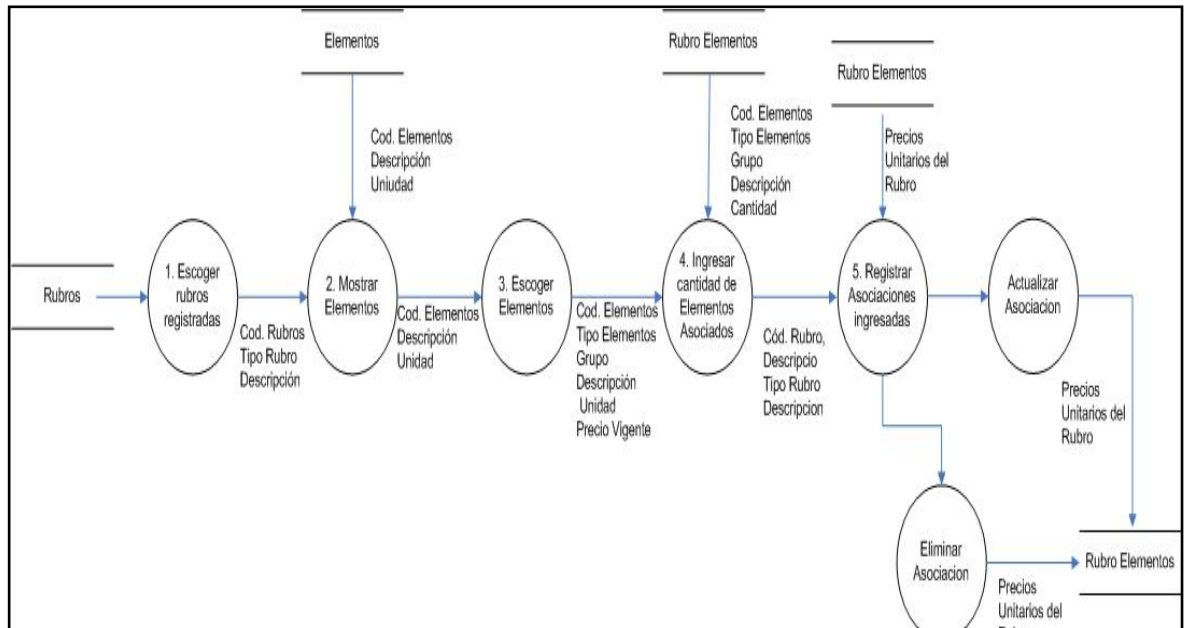 Elementos
Rubro Elementos
Rubro Elementos
Cod. Elementos
Descripción
Uniudad
Cod. Elementos
Tipo Elementos
Grupo
Descripción
Cantidad
Precios
Unitarios del
Rubro
Rubros
1. Escoger
rubros
registradas
Cod. Rubros
Tipo Rubro
Descripción
2. Mostrar
Elementos
Cod. Elementos
Descripción
Unidad
3. Escoger
Elementos
Cod. Elementos
Tipo Elementos
Grupo
Descripción
Unidad
Precio Vigente
4. Ingresar
cantidad de
Elementos
Asociados
Cód. Rubro,
Descripcio
Tipo Rubro
Descripcion
5. Registrar
Asociaciones
ingresadas
Actualizar
Asociacion
Precios
Unitarios del
Rubro
Eliminar
Asociacion
Precios
Unitarios del
Rubro Elementos